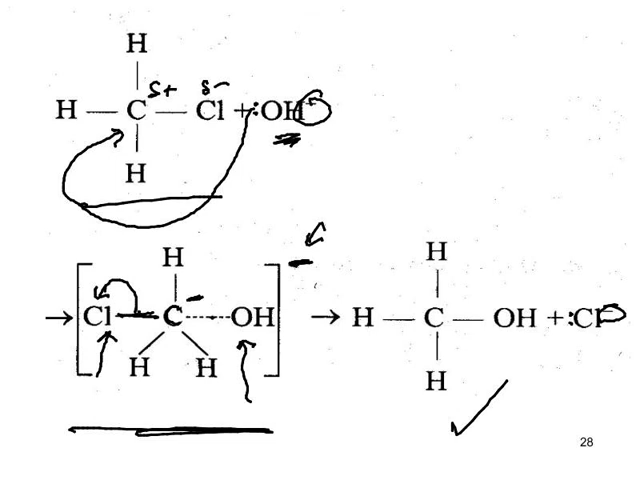 H
δ+ δ-
H — C — Cl + :OH⁻
H
H
→ [Cl — C⁻ ----- OH]⁻ → H — C — OH + :Cl⁻
H H
H
H
28